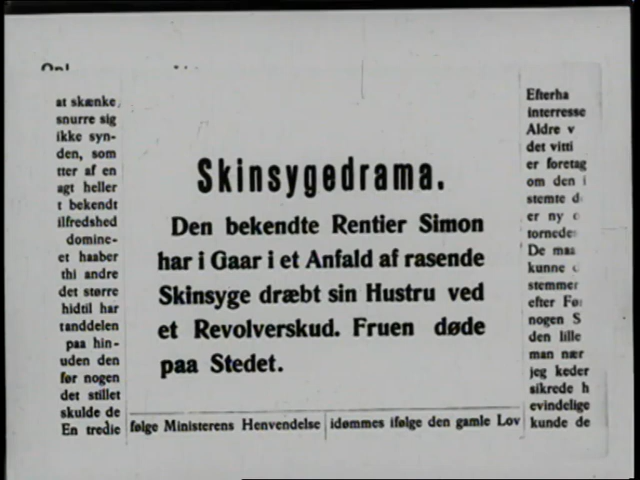 at skænke
snurre sig
ikke syn-
den, som
tter af en
agt heller
t bekendt
ilfredshed
domine-
et haaber
thi andre
det større
hidtil har
tanddelen
paa hin-
uden den
før nogen
det stillet
skulde de
En tredie
Skinsygedrama.
Den bekendte Rentier Simon
har i Gaar i et Anfald af rasende
Skinsyge dræbt sin Hustru ved
et Revolverskud. Fruen døde
paa Stedet.
følge Ministerens Henvendelse
idømmes ifølge den gamle Lov
Efterha
interresse
Aldre v
det vitti
er foretag
om den i
stemte d
er ny
tornede
De maa
kunne
stemmer
efter Fø
nogen S
den lille
man nær
jeg keder
sikrede h
evindelige
kunde de